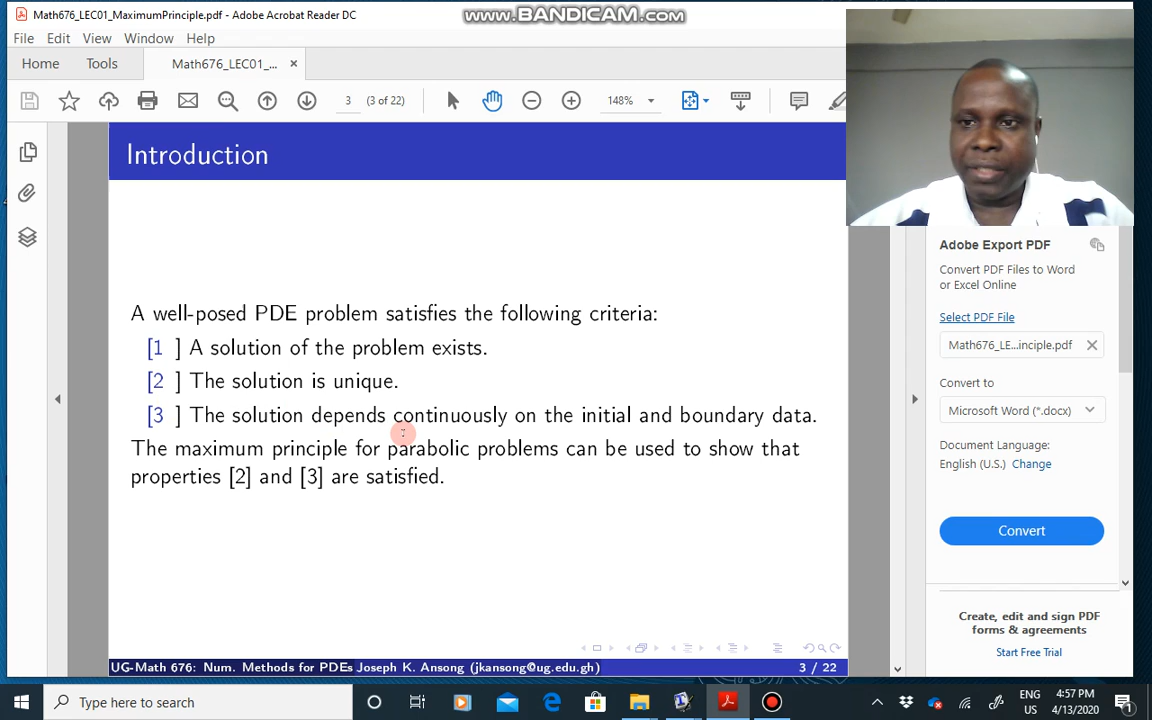 Math676_LEC01_MaximumPrinciple.pdf - Adobe Acrobat Reader DC
www.BANDICAM.com
File Edit View Window Help
Home Tools Math676_LEC01_... ×
3 (3 of 22) 148%
Introduction
A well-posed PDE problem satisfies the following criteria:
[1 ] A solution of the problem exists.
[2 ] The solution is unique.
[3 ] The solution depends continuously on the initial and boundary data.
The maximum principle for parabolic problems can be used to show that
properties [2] and [3] are satisfied.
UG-Math 676: Num. Methods for PDEs Joseph K. Ansong (jkansong@ug.edu.gh) 3 / 22
Adobe Export PDF
Convert PDF Files to Word
or Excel Online
Select PDF File
Math676_LE...inciple.pdf ×
Convert to
Microsoft Word (*.docx)
Document Language:
English (U.S.) Change
Convert
Create, edit and sign PDF
forms & agreements
Start Free Trial
Type here to search
ENG
US
4:57 PM
4/13/2020
1